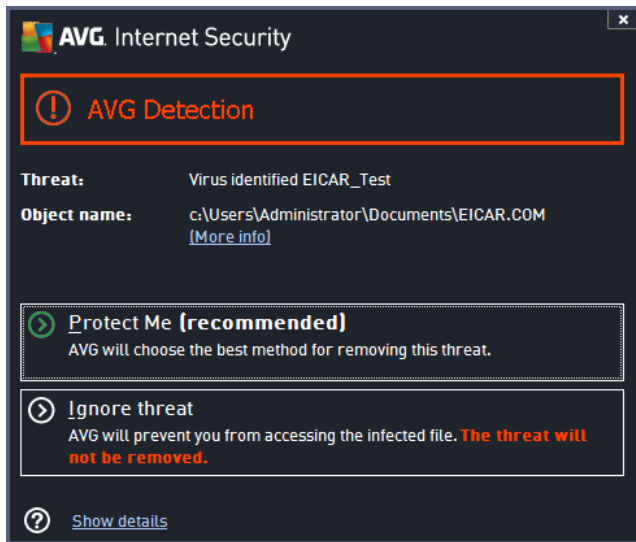 AVG. Internet Security
x
AVG Detection
Threat: Virus identified EICAR_Test
Object name: c:\Users\Administrator\Documents\EICAR.COM
(More info)
Protect Me (recommended)
AVG will choose the best method for removing this threat.
Ignore threat
AVG will prevent you from accessing the infected file. The threat will
not be removed.
? Show details